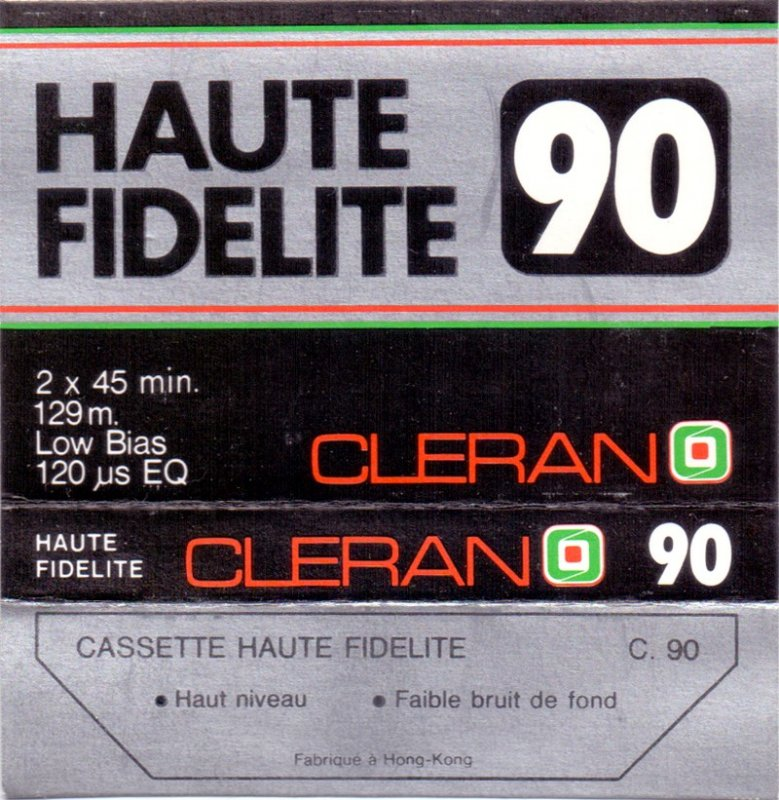 HAUTE
FIDELITE
90
2 x 45 min.
129 m.
Low Bias
120 µs EQ
CLERAN
HAUTE
FIDELITE
CLERAN
90
CASSETTE HAUTE FIDELITE C. 90
• Haut niveau • Faible bruit de fond
Fabriqué à Hong-Kong